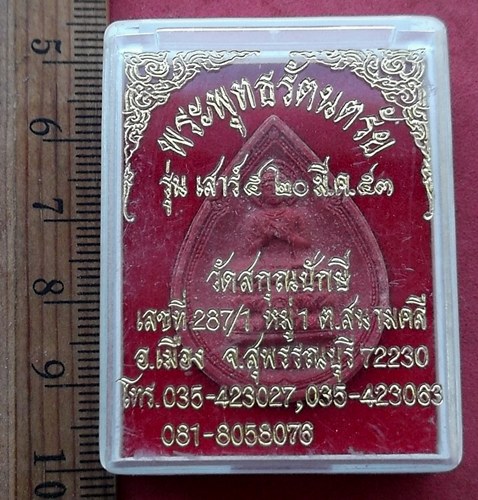 พระพุทธรัตนตรัย
รุ่น เสาร์ ๕ ๒๐ มี.ค.๕๓
วัดสกุณปักษี
เลขที่ 287/1 หมู่ 1 ต.สนามคลี
อ.เมือง จ.สุพรรณบุรี 72230
โทร.035-423027,035-423063
081-8058076
5
6
7
8
9
10